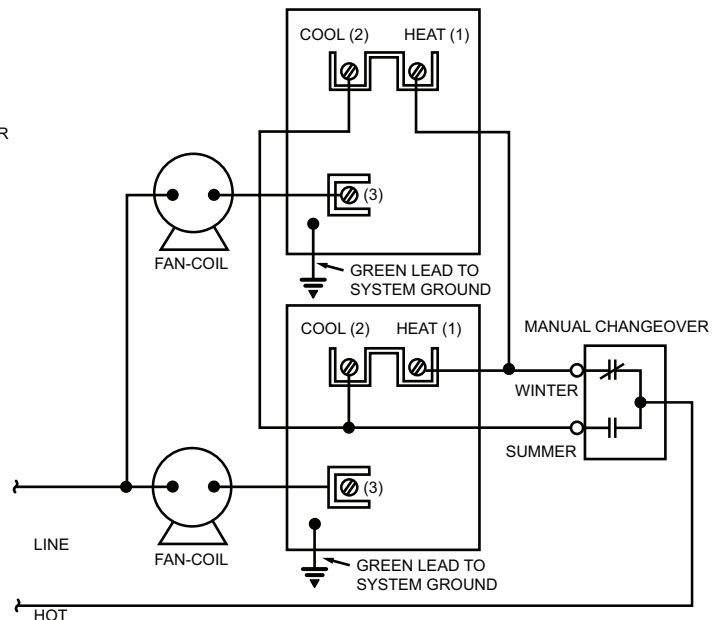 COOL (2) HEAT (1)
R
(3)
FAN-COIL
GREEN LEAD TO
SYSTEM GROUND
COOL (2) HEAT (1)
MANUAL CHANGEOVER
WINTER
SUMMER
(3)
LINE
FAN-COIL
GREEN LEAD TO
SYSTEM GROUND
HOT